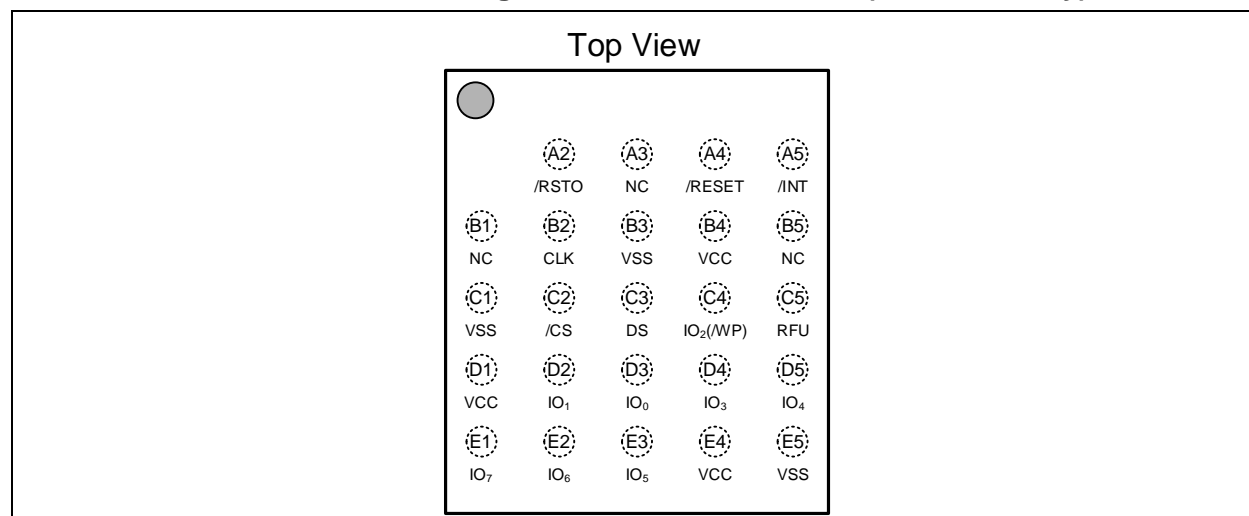 Top View
A2 A3 A4 A5
/RSTO NC /RESET /INT
B1 B2 B3 B4 B5
NC CLK VSS VCC NC
C1 C2 C3 C4 C5
VSS /CS DS IO₂(/WP) RFU
D1 D2 D3 D4 D5
VCC IO₁ IO₀ IO₃ IO₄
E1 E2 E3 E4 E5
IO₇ IO₆ IO₅ VCC VSS